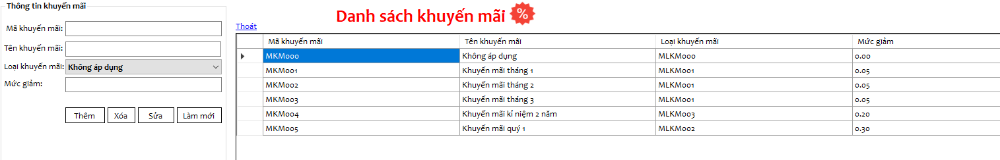 Thông tin khuyến mãi
Mã khuyến mãi:
Tên khuyến mãi:
Loại khuyến mãi: Không áp dụng
Mức giảm:
Thêm Xóa Sửa Làm mới
Danh sách khuyến mãi %
Thoát
Mã khuyến mãi Tên khuyến mãi Loại khuyến mãi Mức giảm
MKM000 Không áp dụng MLKM000 0.00
MKM001 Khuyến mãi tháng 1 MLKM001 0.05
MKM002 Khuyến mãi tháng 2 MLKM001 0.05
MKM003 Khuyến mãi tháng 3 MLKM001 0.05
MKM004 Khuyến mãi kỉ niệm 2 năm MLKM003 0.20
MKM005 Khuyến mãi quý 1 MLKM002 0.30